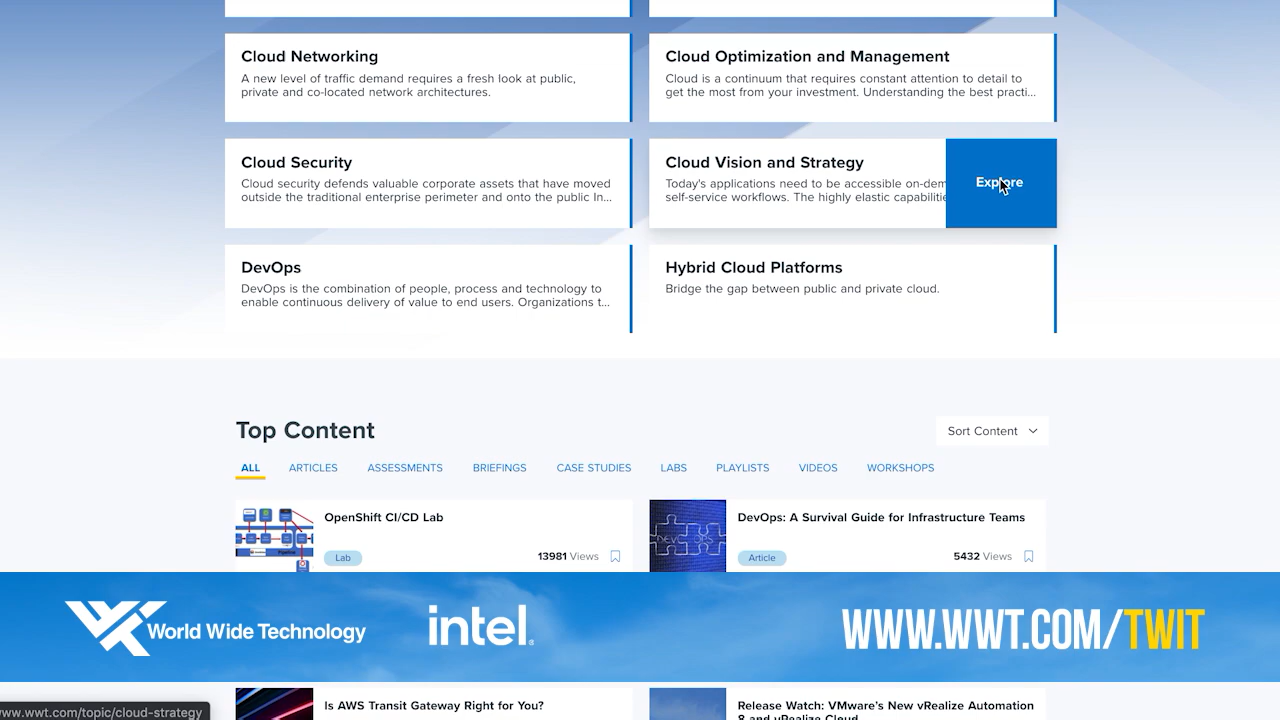 Cloud Networking
A new level of traffic demand requires a fresh look at public,
private and co-located network architectures.
Cloud Optimization and Management
Cloud is a continuum that requires constant attention to detail to
get the most from your investment. Understanding the best practi...
Cloud Security
Cloud security defends valuable corporate assets that have moved
outside the traditional enterprise perimeter and onto the public In...
Cloud Vision and Strategy
Today's applications need to be accessible on-dem
self-service workflows. The highly elastic capabilitie
Explore
DevOps
DevOps is the combination of people, process and technology to
enable continuous delivery of value to end users. Organizations t...
Hybrid Cloud Platforms
Bridge the gap between public and private cloud.
Top Content
Sort Content
ALL ARTICLES ASSESSMENTS BRIEFINGS CASE STUDIES LABS PLAYLISTS VIDEOS WORKSHOPS
OpenShift CI/CD Lab
Lab
13981 Views
DevOps: A Survival Guide for Infrastructure Teams
Article
5432 Views
World Wide Technology
intel.
WWW.WWT.COM/TWIT
Is AWS Transit Gateway Right for You?
Release Watch: VMware's New vRealize Automation
8 and vRealize Cloud
www.wwt.com/topic/cloud-strategy